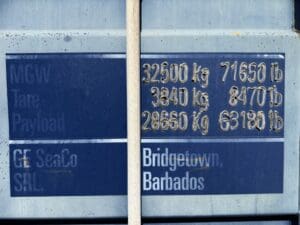 MGW 32500 kg 71650 lb
Tare 3840 kg 8470 lb
Payload 28660 kg 63180 lb
GE SeaCo Bridgetown,
SRL. Barbados